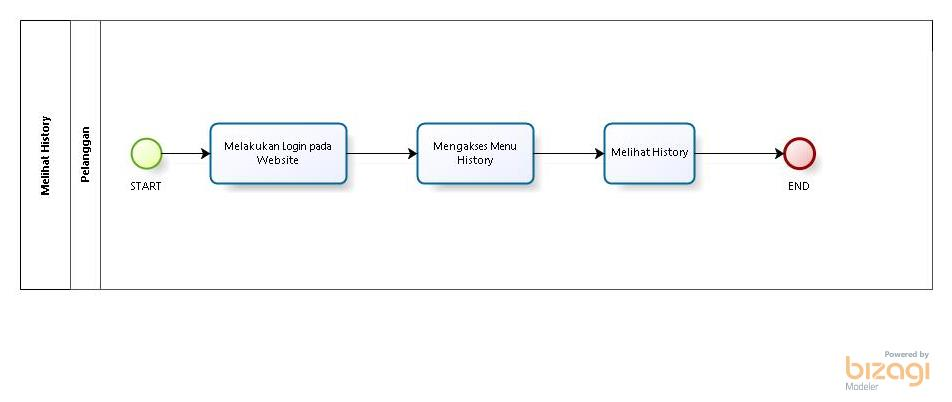 Melihat History
Pelanggan
START
Melakukan Login pada
Website
Mengakses Menu
History
Melihat History
END
Powered by
bizagi
Modeler